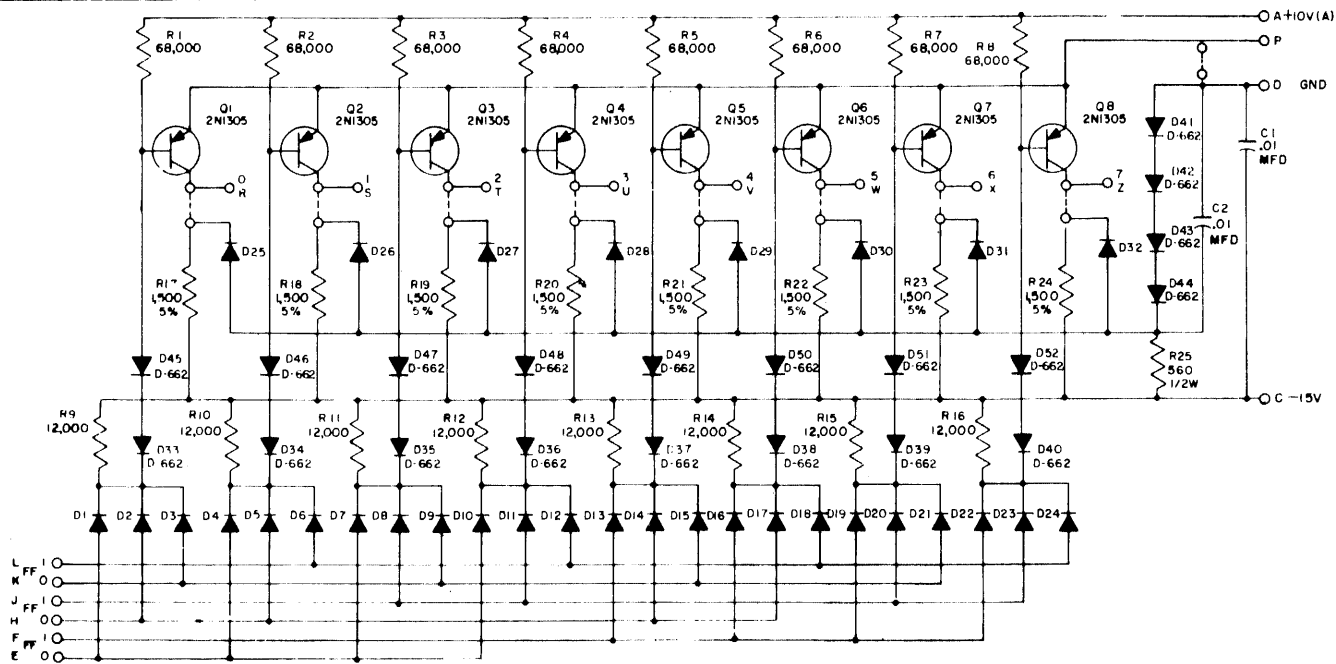 A+10V(A)
P
D GND
R1 68,000
R2 68,000
R3 68,000
R4 68,000
R5 68,000
R6 68,000
R7 68,000
R8 68,000
Q1 2N1305
Q2 2N1305
Q3 2N1305
Q4 2N1305
Q5 2N1305
Q6 2N1305
Q7 2N1305
Q8 2N1305
D41 D-662
C1 .01 MFD
0 R
1 S
2 T
3 U
4 V
5 W
6 X
7 Z
D42 D-662
C2 .01 MFD
D25
D26
D27
D28
D29
D30
D31
D32
D43 D-662
R17 1,500 5%
R18 1,500 5%
R19 1,500 5%
R20 1,500 5%
R21 1,500 5%
R22 1,500 5%
R23 1,500 5%
R24 1,500 5%
D44 D-662
D45 D-662
D46 D-662
D47 D-662
D48 D-662
D49 D-662
D50 D-662
D51 D-662
D52 D-662
R25 560 1/2W
C -15V
R9 12,000
R10 12,000
R11 12,000
R12 12,000
R13 12,000
R14 12,000
R15 12,000
R16 12,000
D33 D-662
D34 D-662
D35 D-662
D36 D-662
D37 D-662
D38 D-662
D39 D-662
D40 D-662
D1 D2 D3 D4 D5 D6 D7 D8 D9 D10 D11 D12 D13 D14 D15 D16 D17 D18 D19 D20 D21 D22 D23 D24
L 1
FF
K 0
J 1
FF
H 0
F 1
FF
E 0